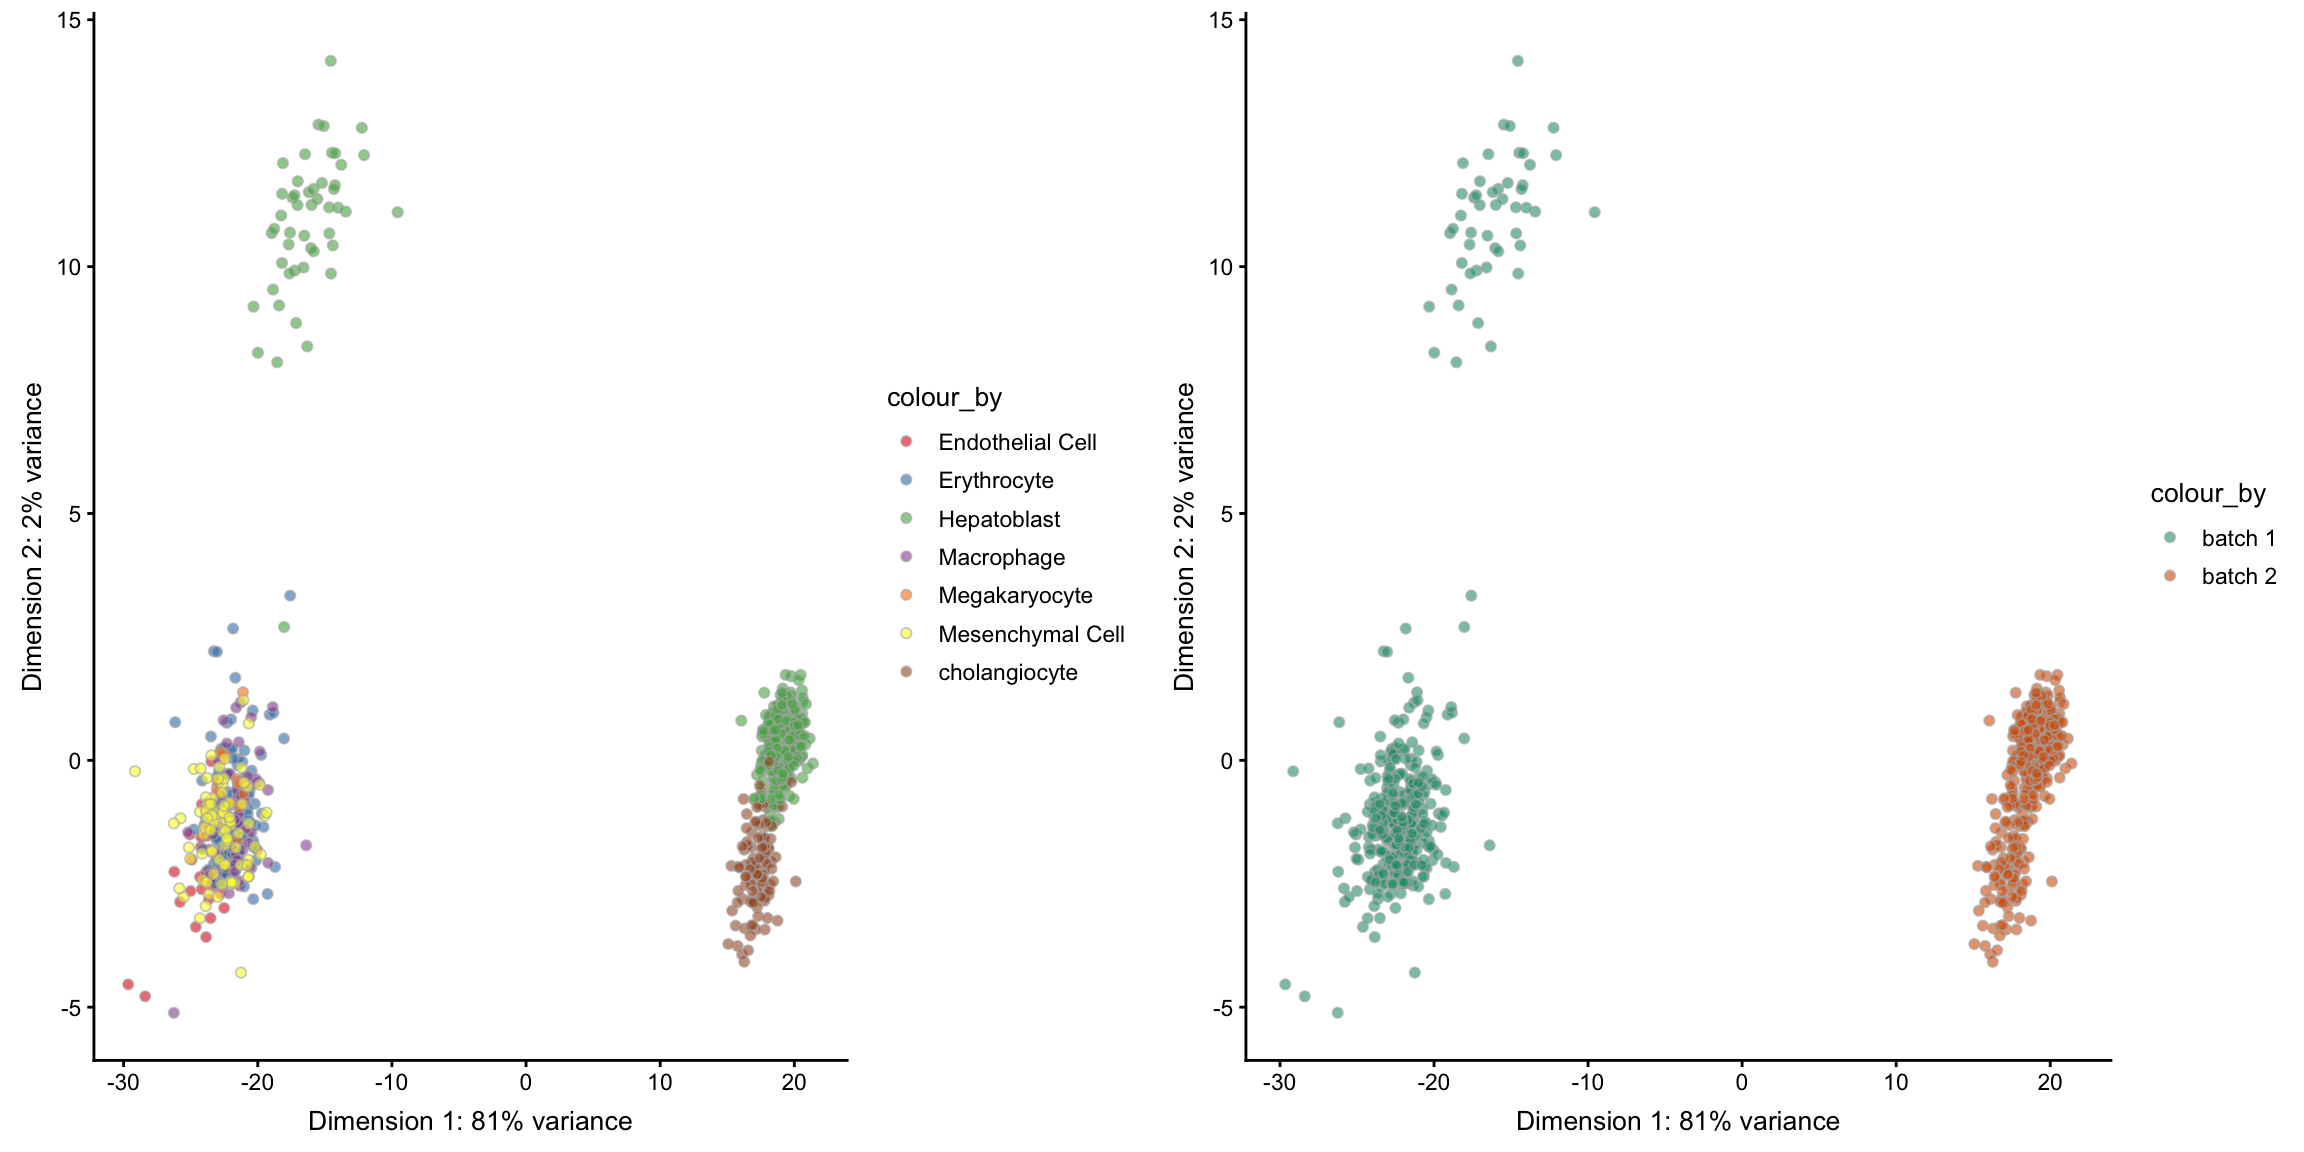 15
10
5
0
-5
Dimension 2: 2% variance
-30
-20
-10
0
10
20
Dimension 1: 81% variance
colour_by
Endothelial Cell
Erythrocyte
Hepatoblast
Macrophage
Megakaryocyte
Mesenchymal Cell
cholangiocyte
15
10
5
0
-5
Dimension 2: 2% variance
-30
-20
-10
0
10
20
Dimension 1: 81% variance
colour_by
batch 1
batch 2